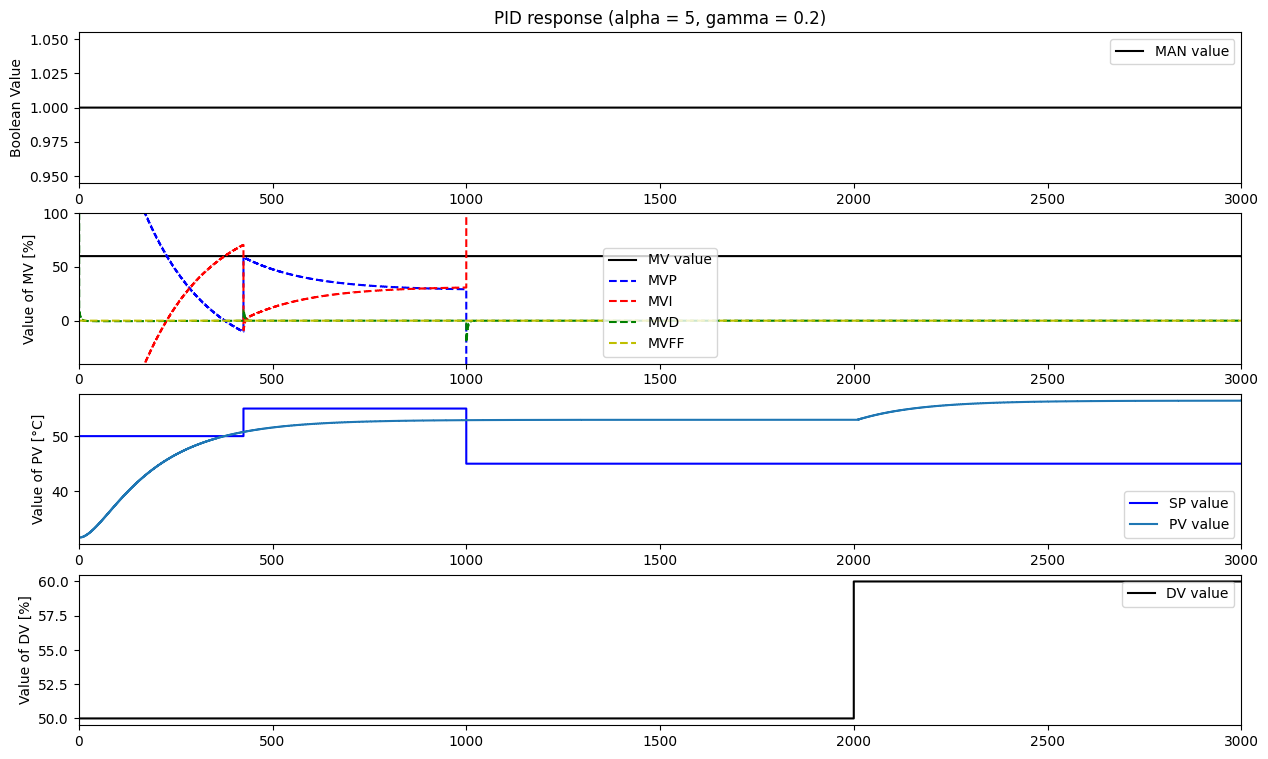 PID response (alpha = 5, gamma = 0.2)
Boolean Value
1.050
1.025
1.000
0.975
0.950
MAN value
0 500 1000 1500 2000 2500 3000
Value of MV [%]
100
50
0
MV value
MVP
MVI
MVD
MVFF
0 500 1000 1500 2000 2500 3000
Value of PV [°C]
50
40
SP value
PV value
0 500 1000 1500 2000 2500 3000
Value of DV [%]
60.0
57.5
55.0
52.5
50.0
DV value
0 500 1000 1500 2000 2500 3000